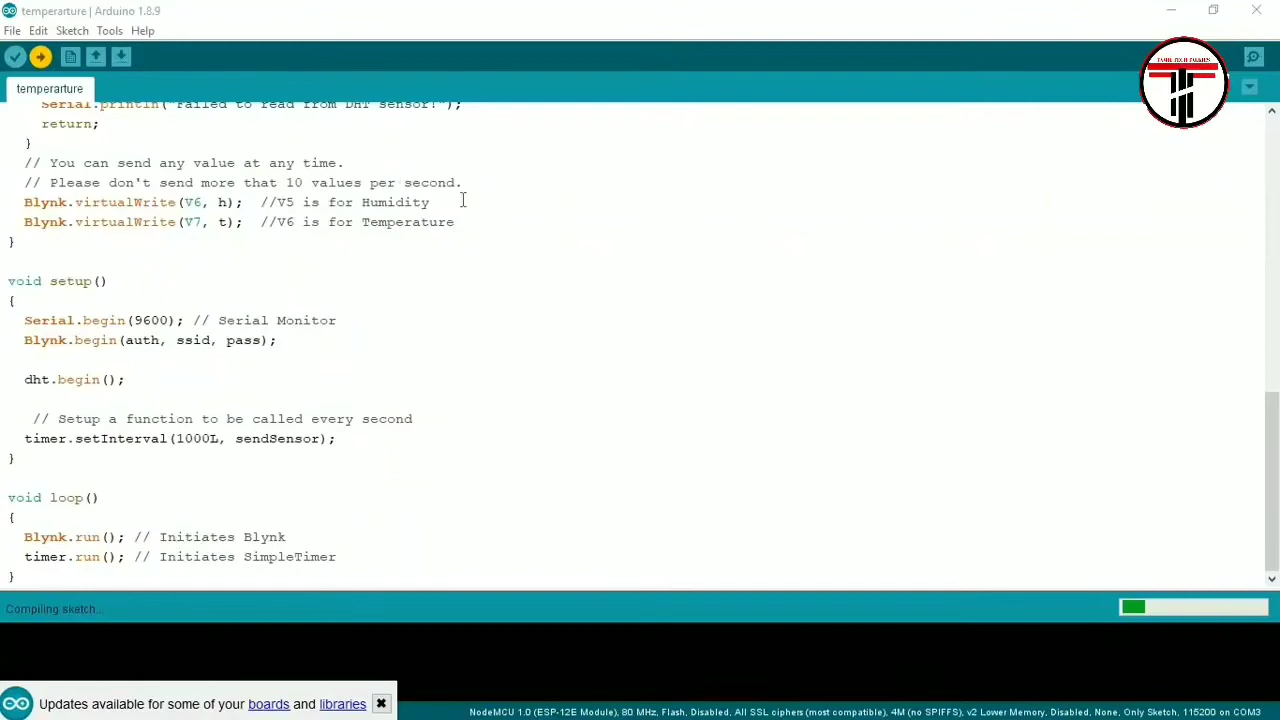 temperarture | Arduino 1.8.9
File Edit Sketch Tools Help
TAMIL TECH FREAKIES
temperarture
Serial.println("Failed to read from DHT sensor!");
return;
}
// You can send any value at any time.
// Please don't send more that 10 values per second.
Blynk.virtualWrite(V6, h); //V5 is for Humidity
Blynk.virtualWrite(V7, t); //V6 is for Temperature
}
void setup()
{
Serial.begin(9600); // Serial Monitor
Blynk.begin(auth, ssid, pass);
dht.begin();
// Setup a function to be called every second
timer.setInterval(1000L, sendSensor);
}
void loop()
{
Blynk.run(); // Initiates Blynk
timer.run(); // Initiates SimpleTimer
}
Compiling sketch...
Updates available for some of your boards and libraries
NodeMCU 1.0 (ESP-12E Module), 80 MHz, Flash, Disabled, All SSL ciphers (most compatible), 4M (no SPIFFS), v2 Lower Memory, Disabled, None, Only Sketch, 115200 on COM3